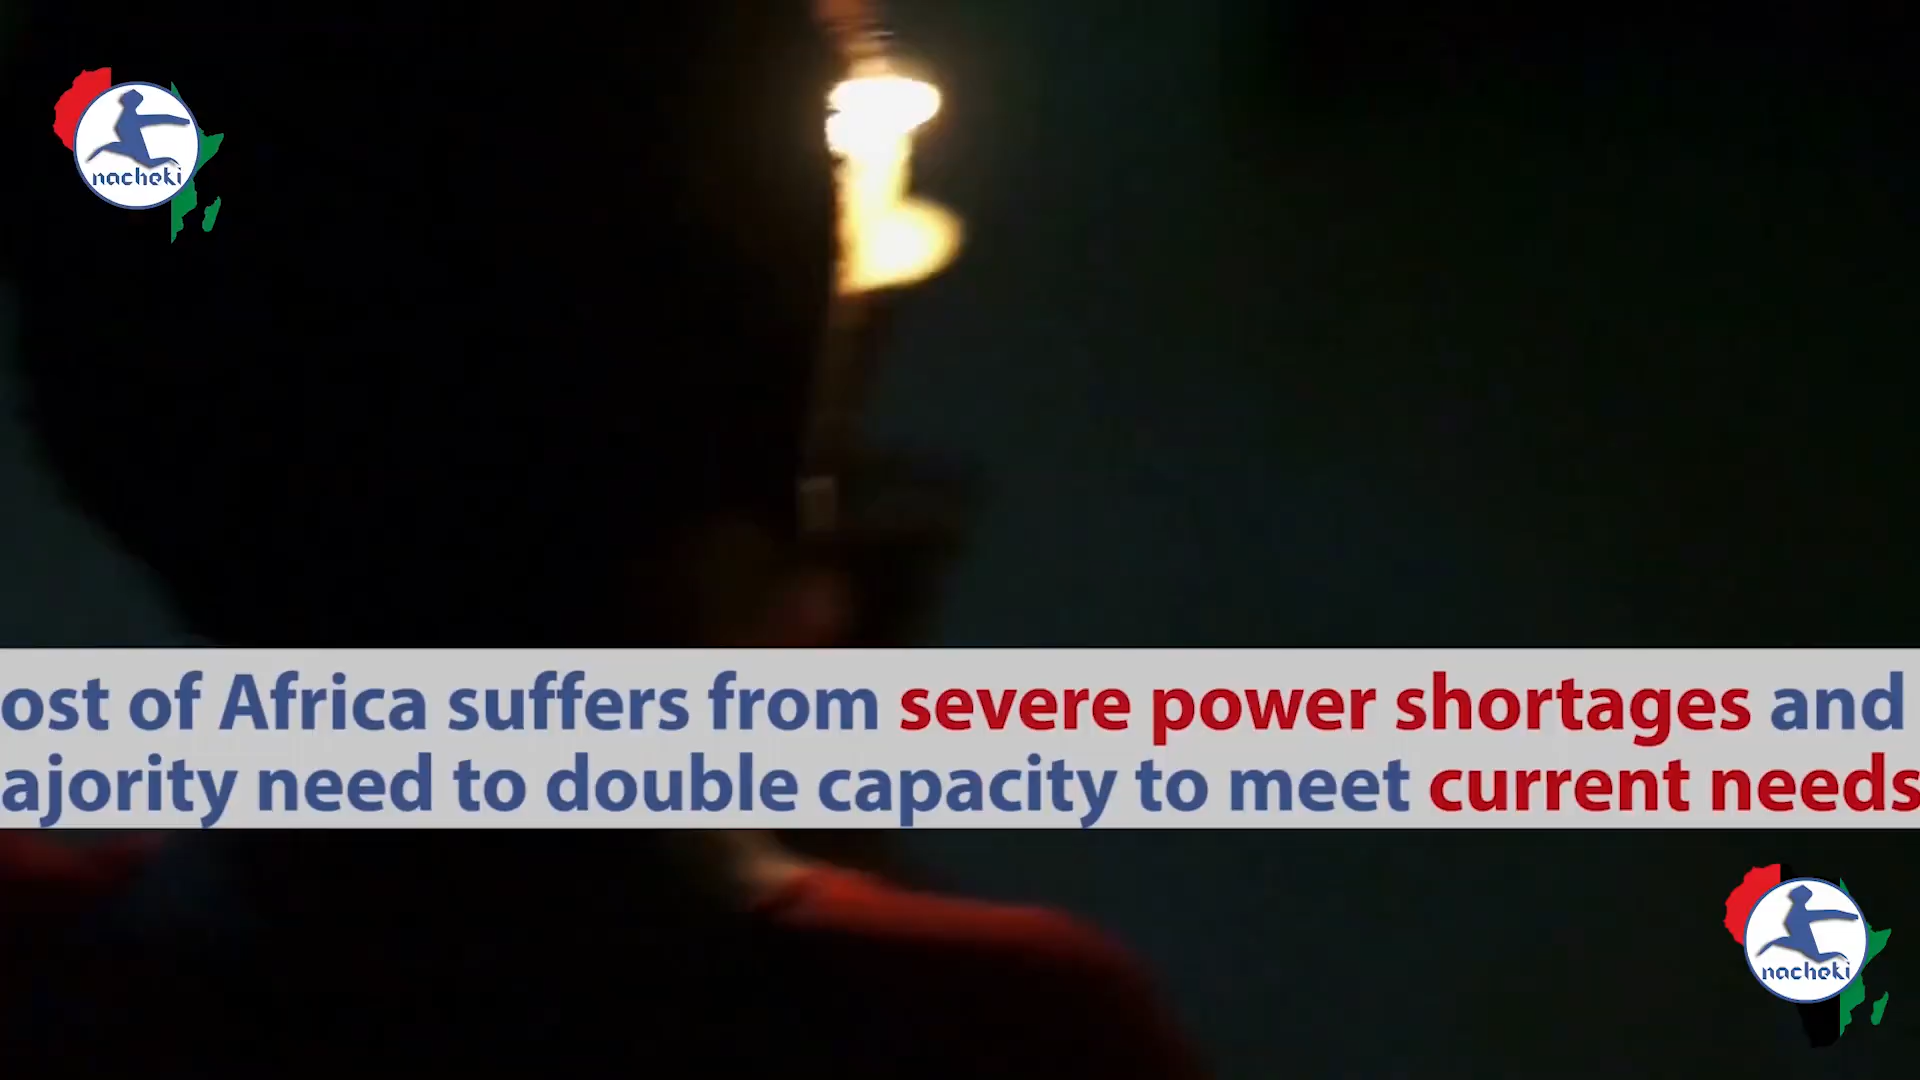 nacheki
ost of Africa suffers from severe power shortages and
ajority need to double capacity to meet current needs
nacheki